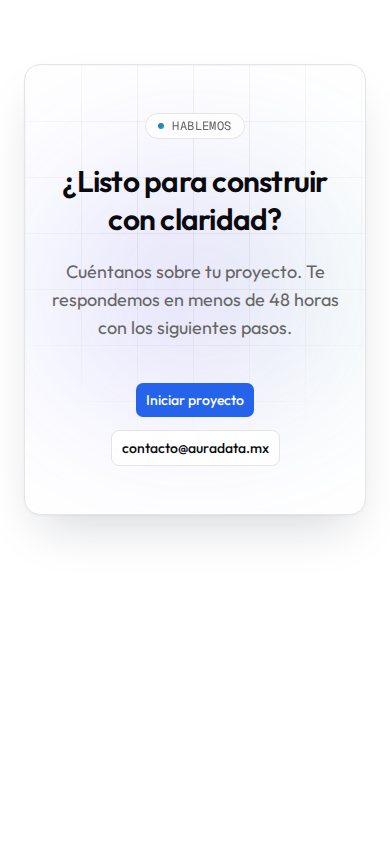 HABLEMOS
¿Listo para construir
con claridad?
Cuéntanos sobre tu proyecto. Te
respondemos en menos de 48 horas
con los siguientes pasos.
Iniciar proyecto
contacto@auradata.mx